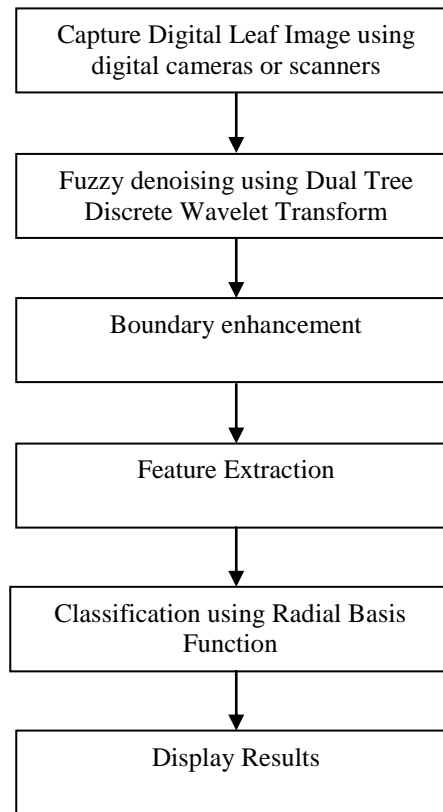 Capture Digital Leaf Image using
digital cameras or scanners
Fuzzy denoising using Dual Tree
Discrete Wavelet Transform
Boundary enhancement
Feature Extraction
Classification using Radial Basis
Function
Display Results